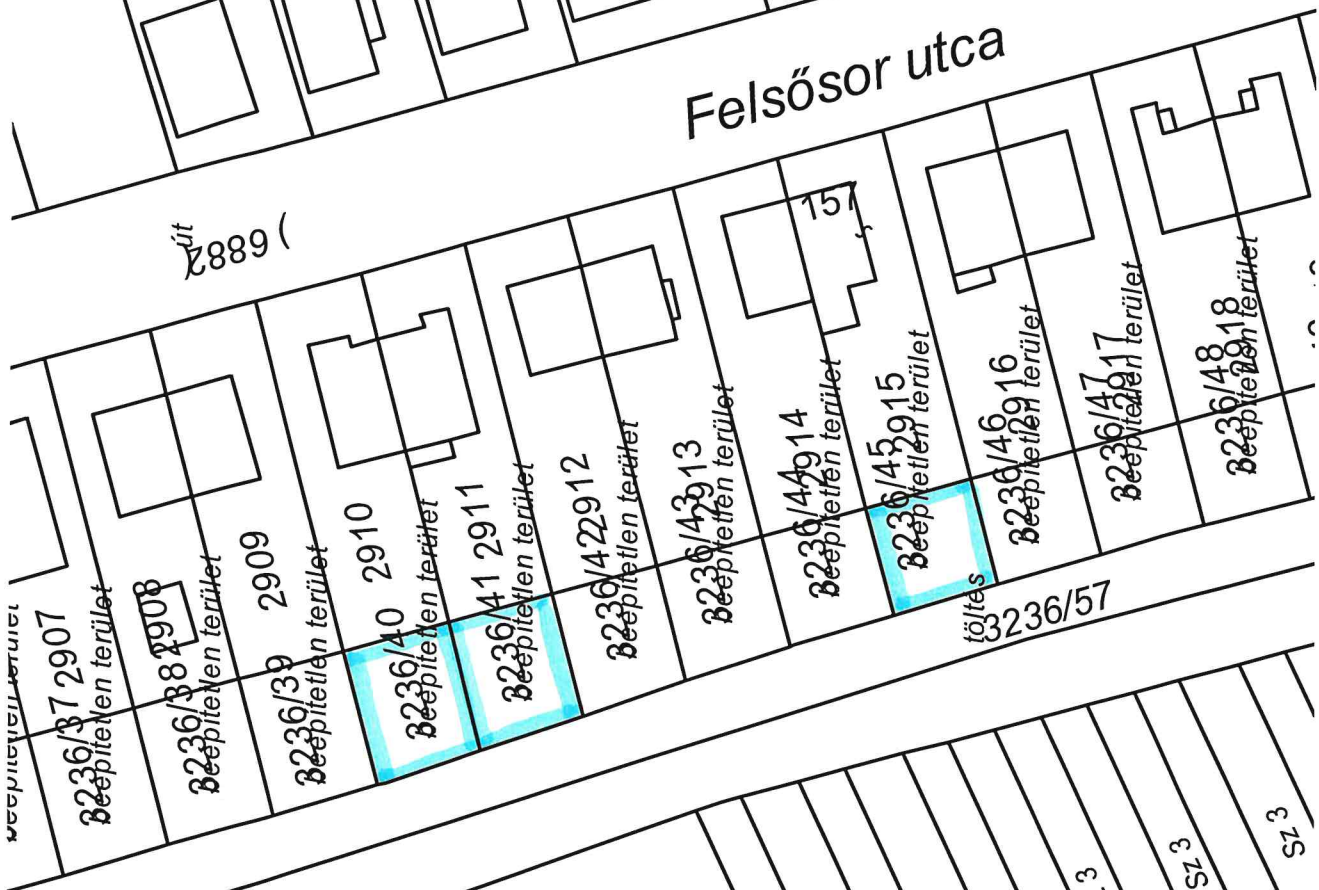 Felsősor utca
út
( 2889 )
157
2907
2908
2909
2910
2911
2912
2913
2914
2915
2916
2917
2918
3236/37
beépítetlen terület
3236/38
beépítetlen terület
3236/39
beépítetlen terület
3236/40
beépítetlen terület
3236/41
beépítetlen terület
3236/42
beépítetlen terület
3236/43
beépítetlen terület
3236/44
beépítetlen terület
3236/45
beépítetlen terület
3236/46
beépítetlen terület
3236/47
beépítetlen terület
3236/48
beépítetlen terület
beépítetlen terület
töltés
3236/57
3
Sz 3
Sz 3